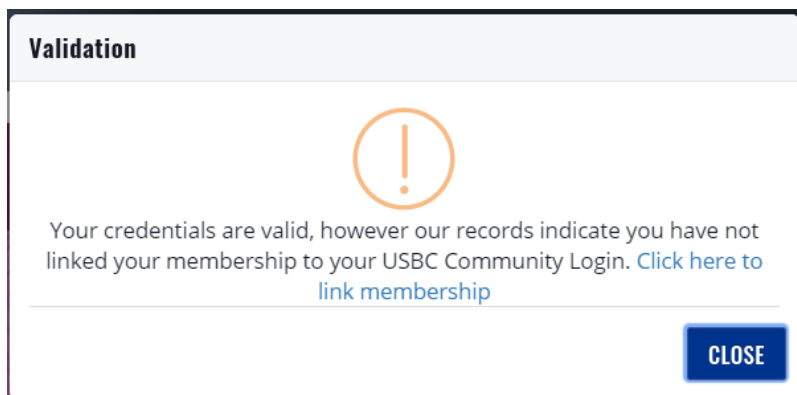 Validation
Your credentials are valid, however our records indicate you have not
linked your membership to your USBC Community Login. Click here to
link membership
CLOSE